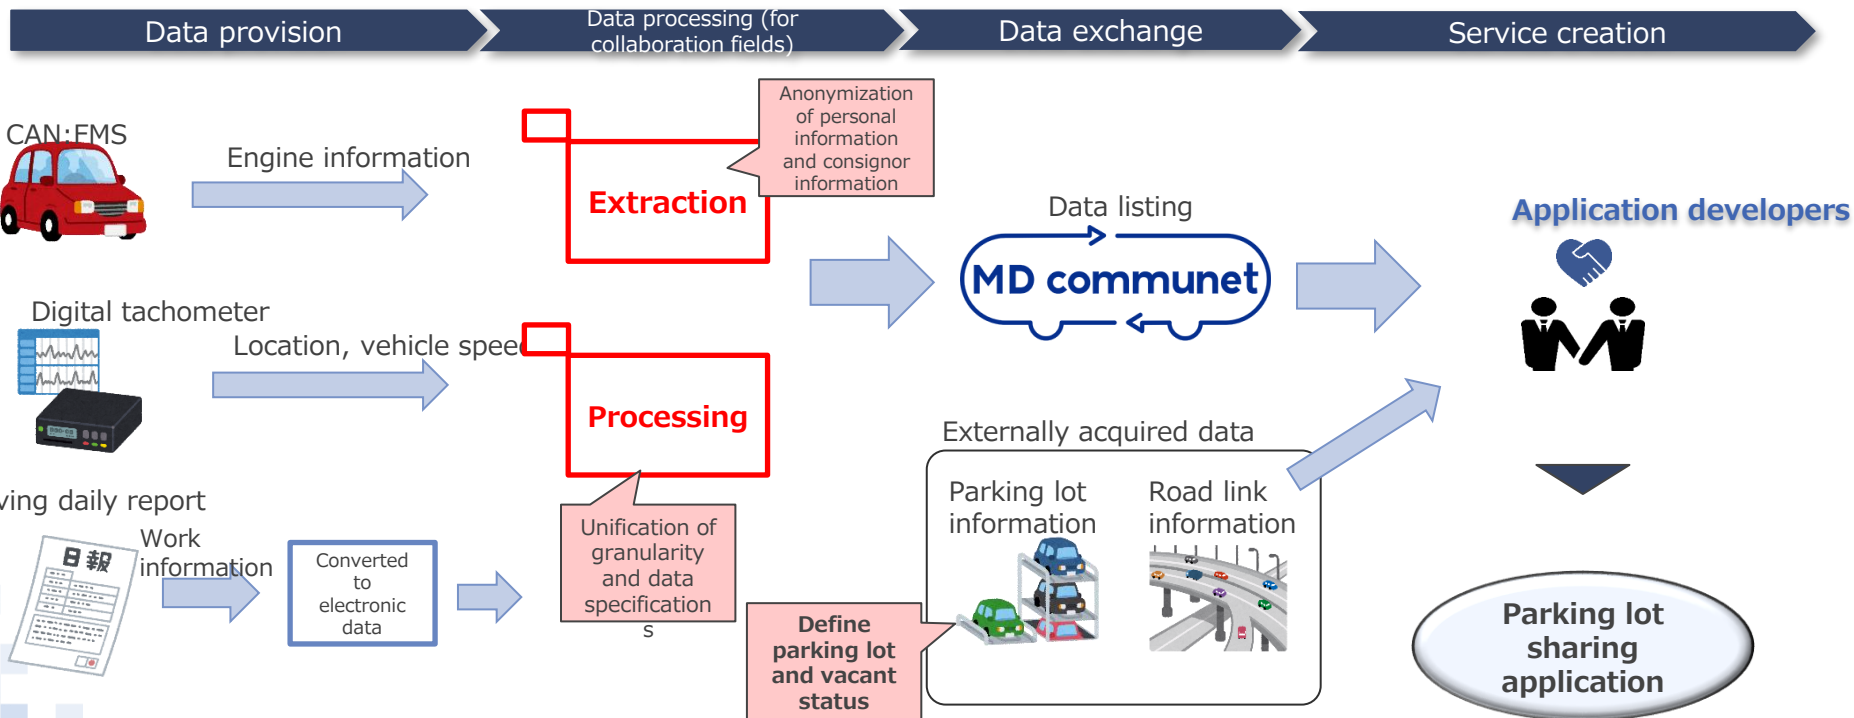 Data provision
Data processing (for
collaboration fields)
Data exchange
Service creation
CAN:FMS
Engine information
Extraction
Anonymization
of personal
information
and consignor
information
Data listing
MD communet
Application developers
Digital tachometer
Location, vehicle speed
Processing
Unification of
granularity
and data
specification
s
ving daily report
日報
Work
information
Converted
to
electronic
data
Externally acquired data
Parking lot
information
Road link
information
Define
parking lot
and vacant
status
Parking lot
sharing
application